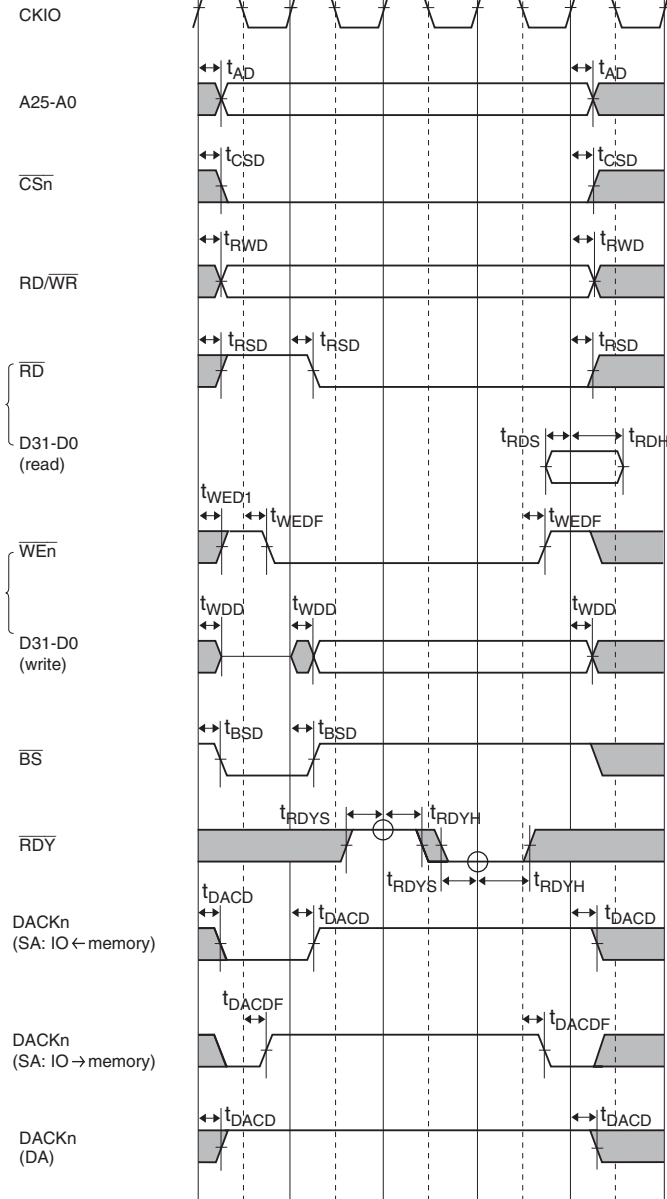 CKIO
tAD tAD
A25-A0
tCSD tCSD
CSn
tRWD tRWD
RD/WR
tRSD tRSD tRSD
RD
tRDS tRDH
D31-D0
(read)
tWED1
tWEDF tWEDF
WEn
tWDD tWDD tWDD
D31-D0
(write)
tBSD tBSD
BS
tRDYS tRDYH
RDY
tRDYS tRDYH
tDACD tDACD tDACD
DACKn
(SA: IO ← memory)
tDACDF tDACDF
DACKn
(SA: IO → memory)
tDACD tDACD
DACKn
(DA)